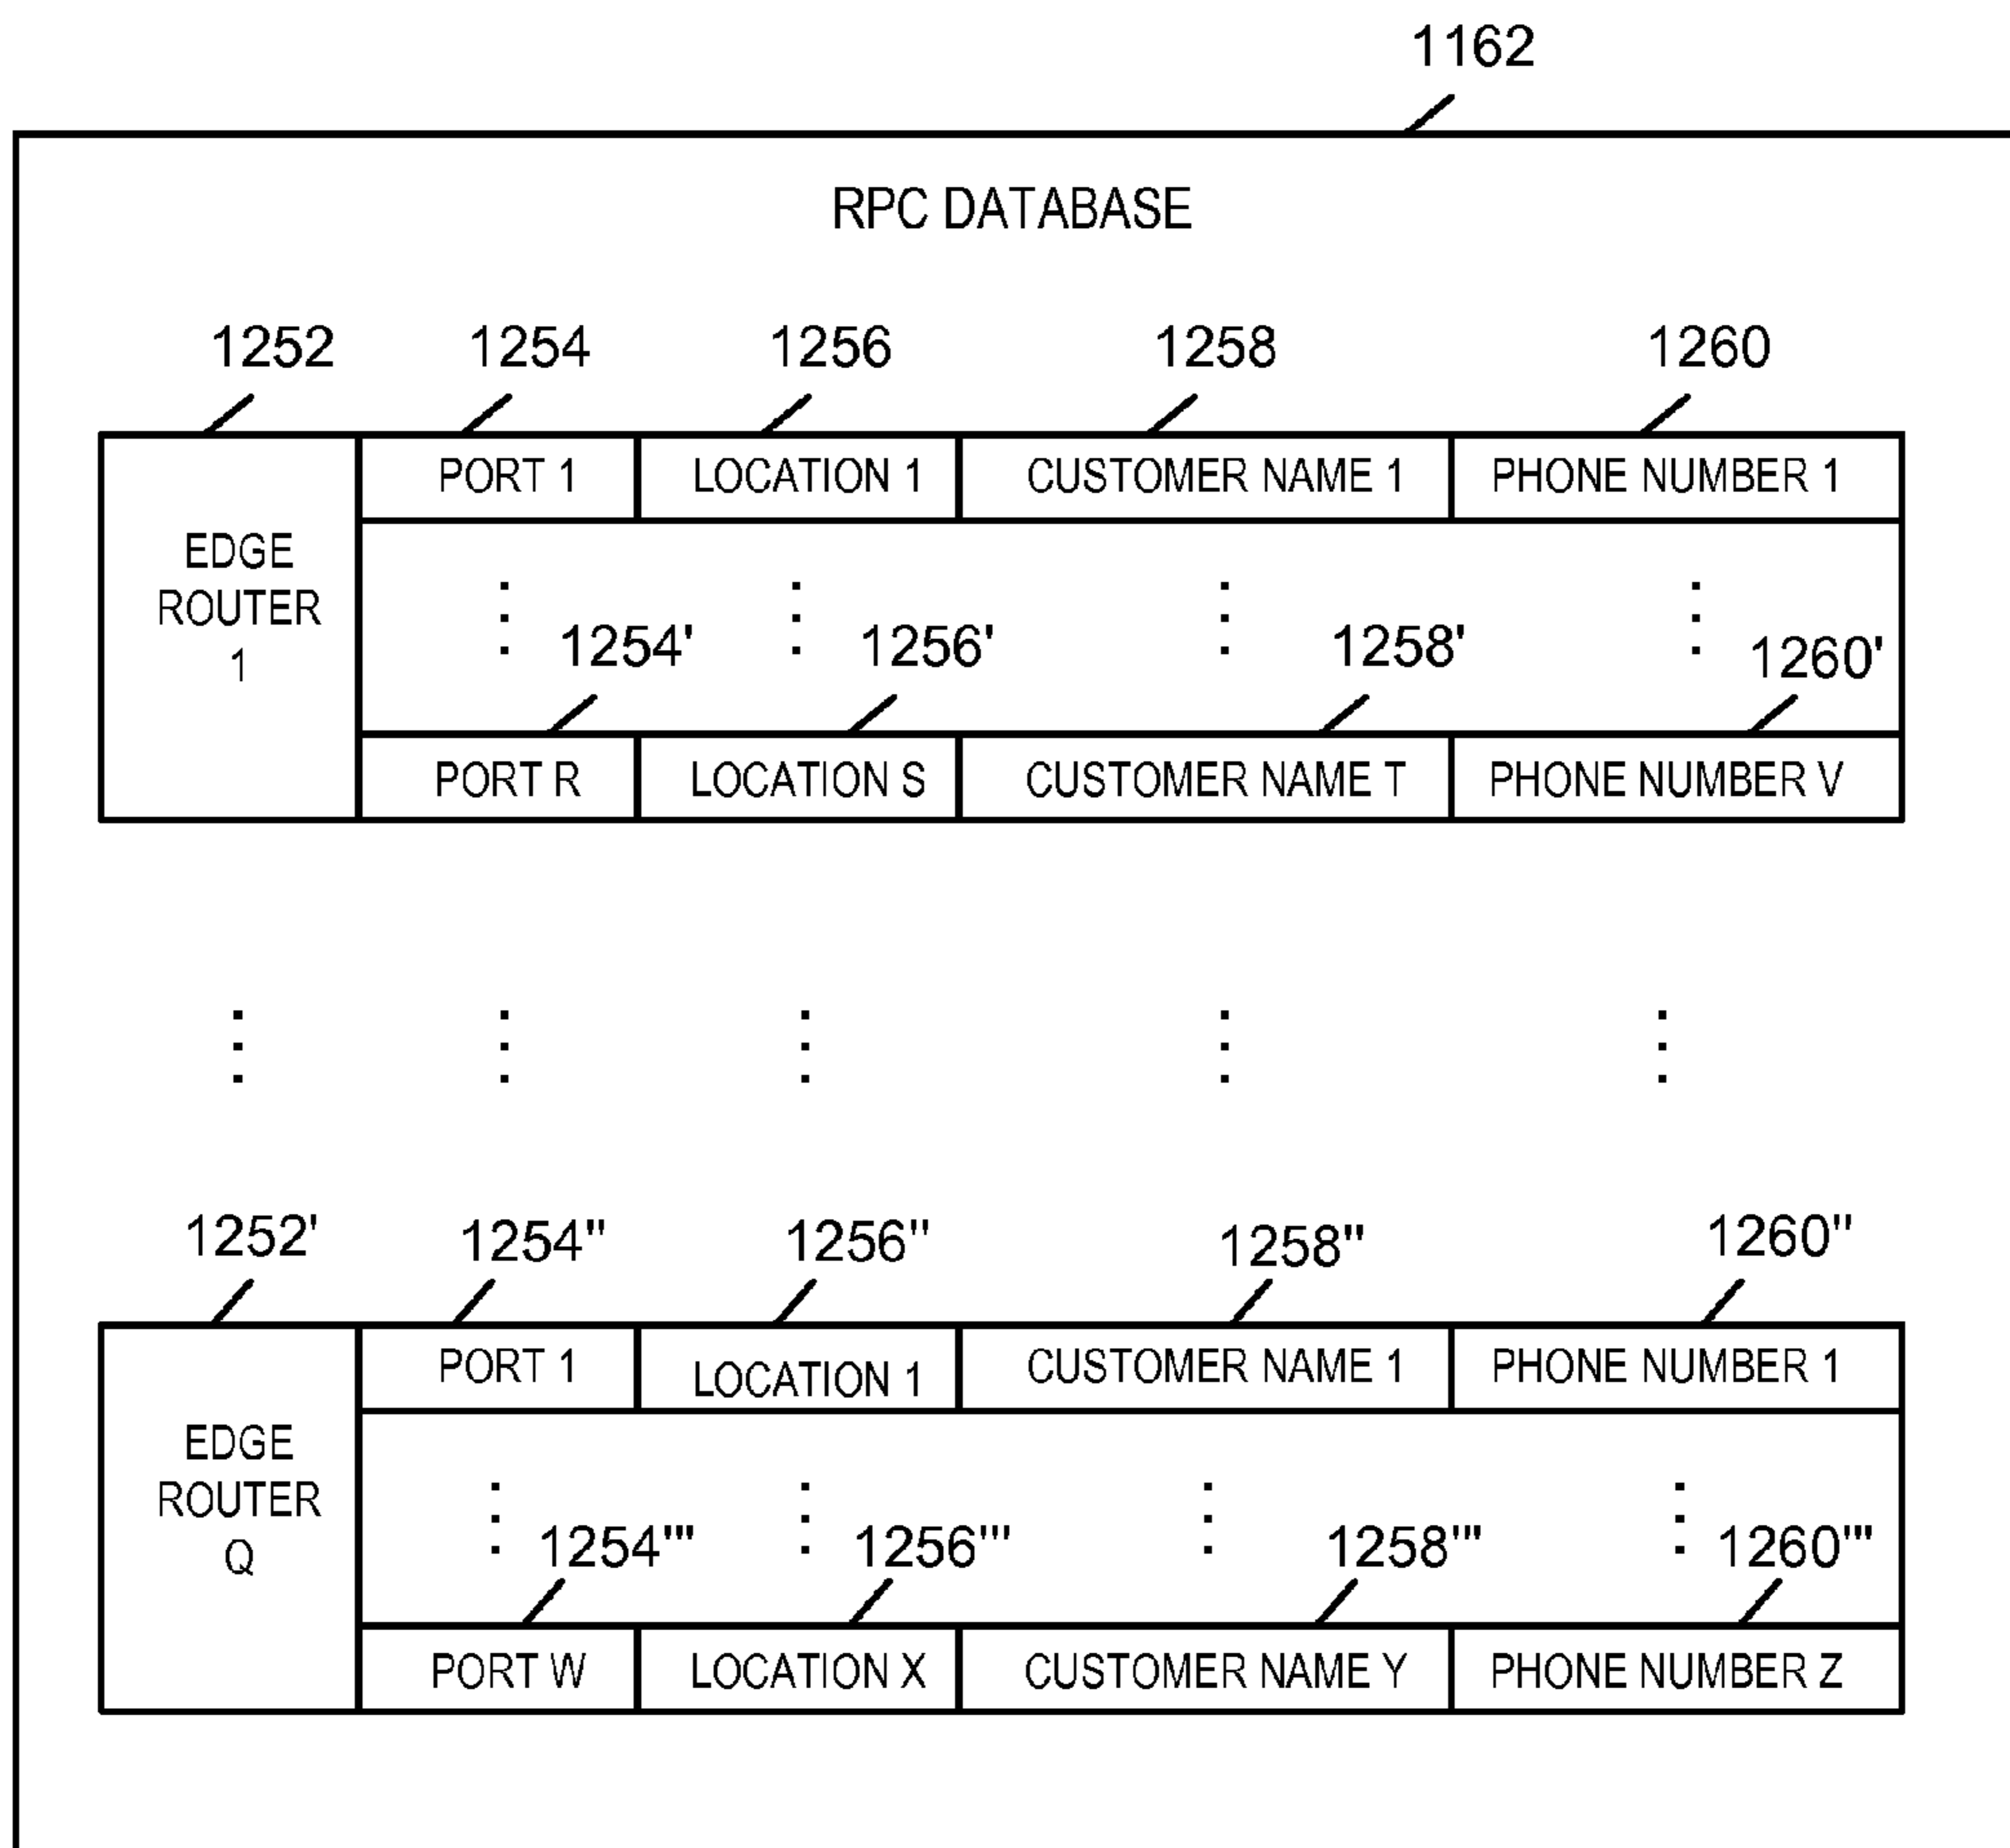 1162
RPC DATABASE
1252 1254 1256 1258 1260
PORT 1 LOCATION 1 CUSTOMER NAME 1 PHONE NUMBER 1
EDGE
ROUTER
1
1254' 1256' 1258' 1260'
PORT R LOCATION S CUSTOMER NAME T PHONE NUMBER V
1252' 1254" 1256" 1258" 1260"
PORT 1 LOCATION 1 CUSTOMER NAME 1 PHONE NUMBER 1
EDGE
ROUTER
Q
1254''' 1256''' 1258''' 1260'''
PORT W LOCATION X CUSTOMER NAME Y PHONE NUMBER Z